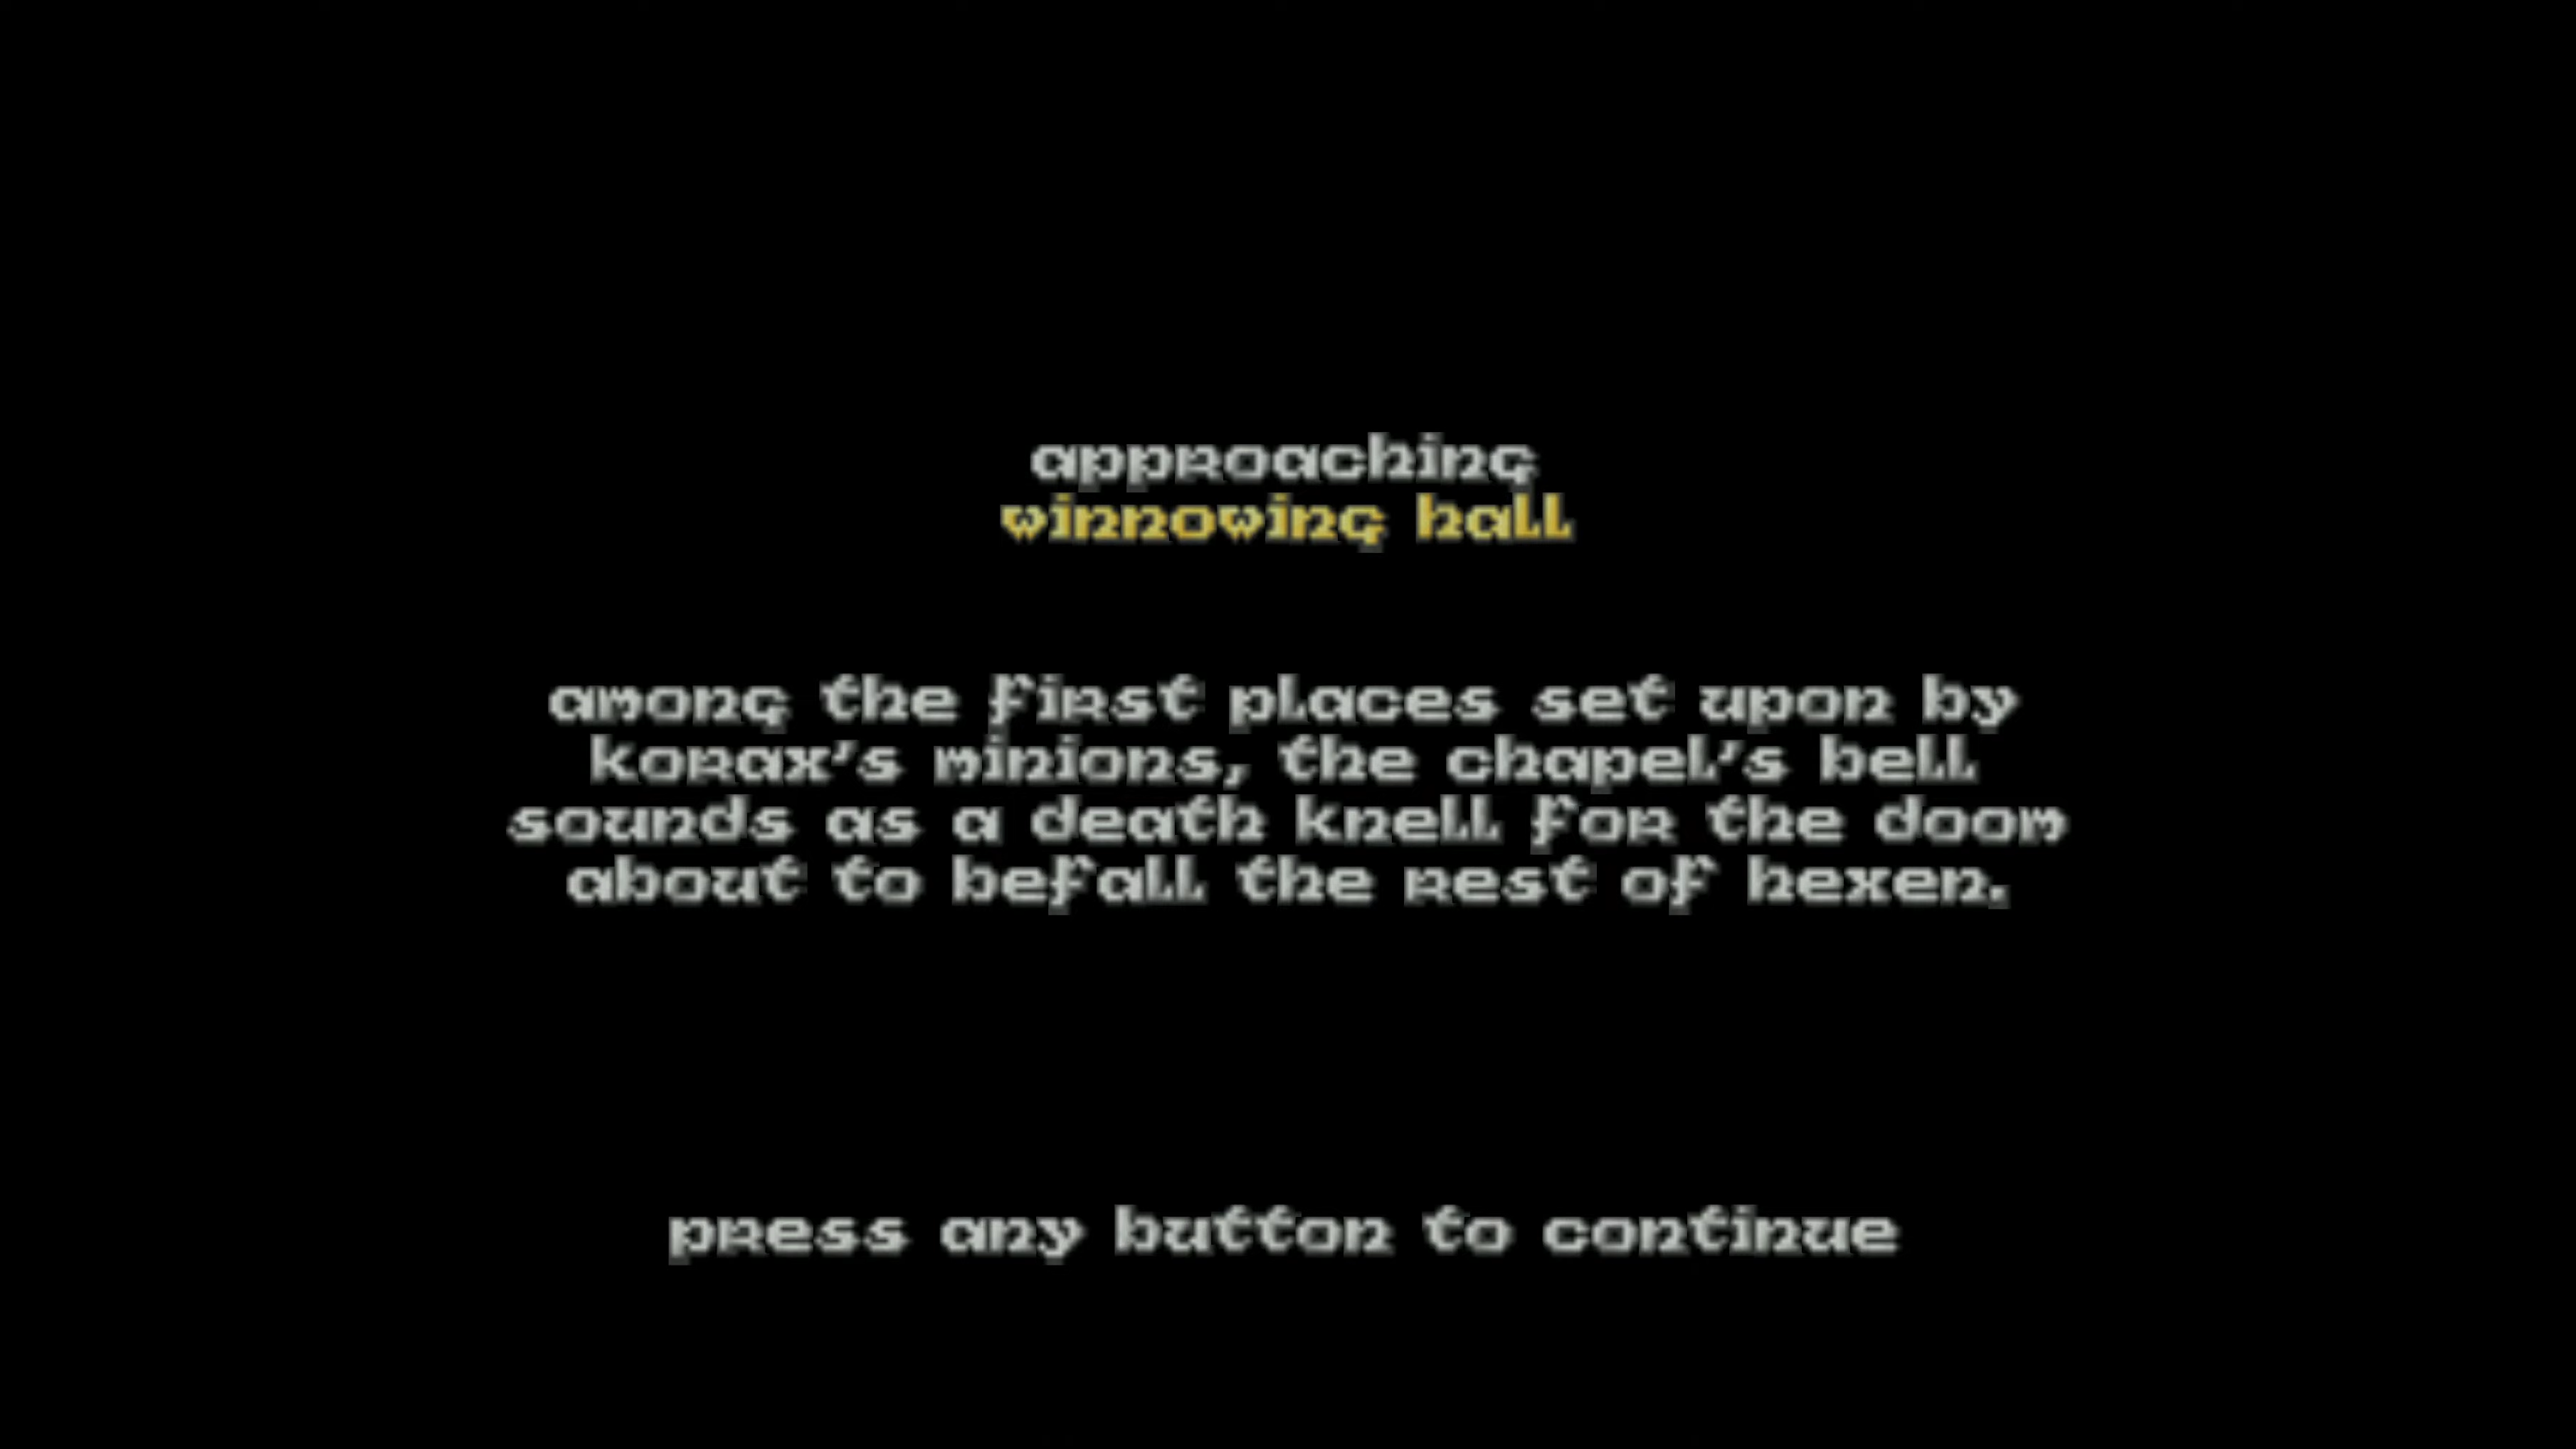 approaching
winnowing hall
among the first places set upon by
korax's minions, the chapel's bell
sounds as a death knell for the doom
about to befall the rest of hexen.
press any button to continue